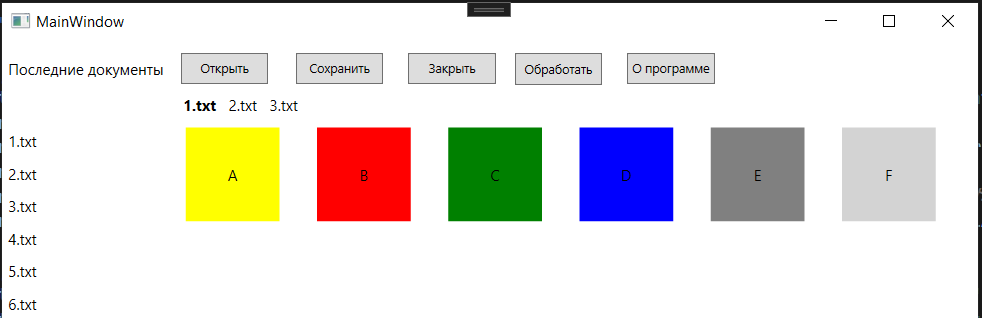 MainWindow
Последние документы Открыть Сохранить Закрыть Обработать О программе
1.txt 2.txt 3.txt
1.txt
A B C D E F
2.txt
3.txt
4.txt
5.txt
6.txt